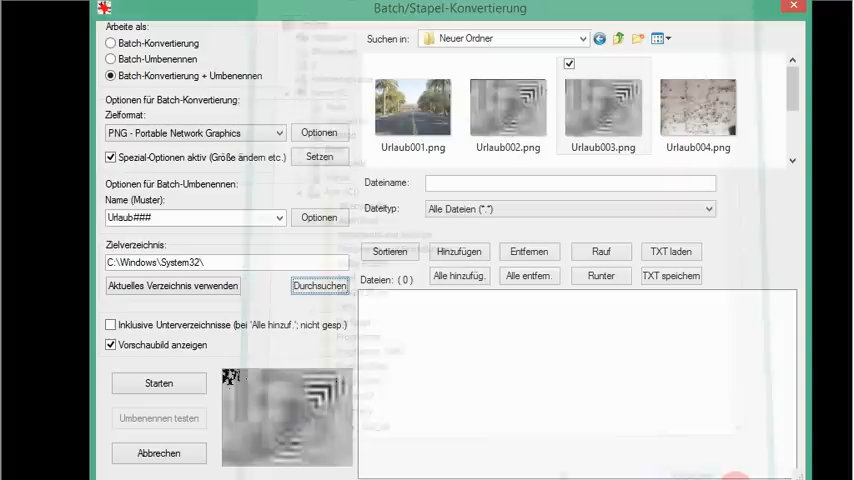 Batch/Stapel-Konvertierung
Arbeite als:
Batch-Konvertierung
Batch-Umbenennen
Batch-Konvertierung + Umbenennen
Optionen für Batch-Konvertierung:
Zielformat:
PNG - Portable Network Graphics
Optionen
Spezial-Optionen aktiv (Größe ändern etc.)
Setzen
Optionen für Batch-Umbenennen:
Name (Muster):
Urlaub###
Optionen
Zielverzeichnis:
C:\Windows\System32\
Aktuelles Verzeichnis verwenden
Durchsuchen
Inklusive Unterverzeichnisse (bei 'Alle hinzuf.'; nicht gesp.)
Vorschaubild anzeigen
Starten
Umbenennen testen
Abbrechen
Suchen in:
Neuer Ordner
Urlaub001.png
Urlaub002.png
Urlaub003.png
Urlaub004.png
Dateiname:
Dateityp:
Alle Dateien (*.*)
Sortieren
Hinzufügen
Entfernen
Rauf
TXT laden
Dateien: ( 0 )
Alle hinzufüg.
Alle entfern.
Runter
TXT speichern